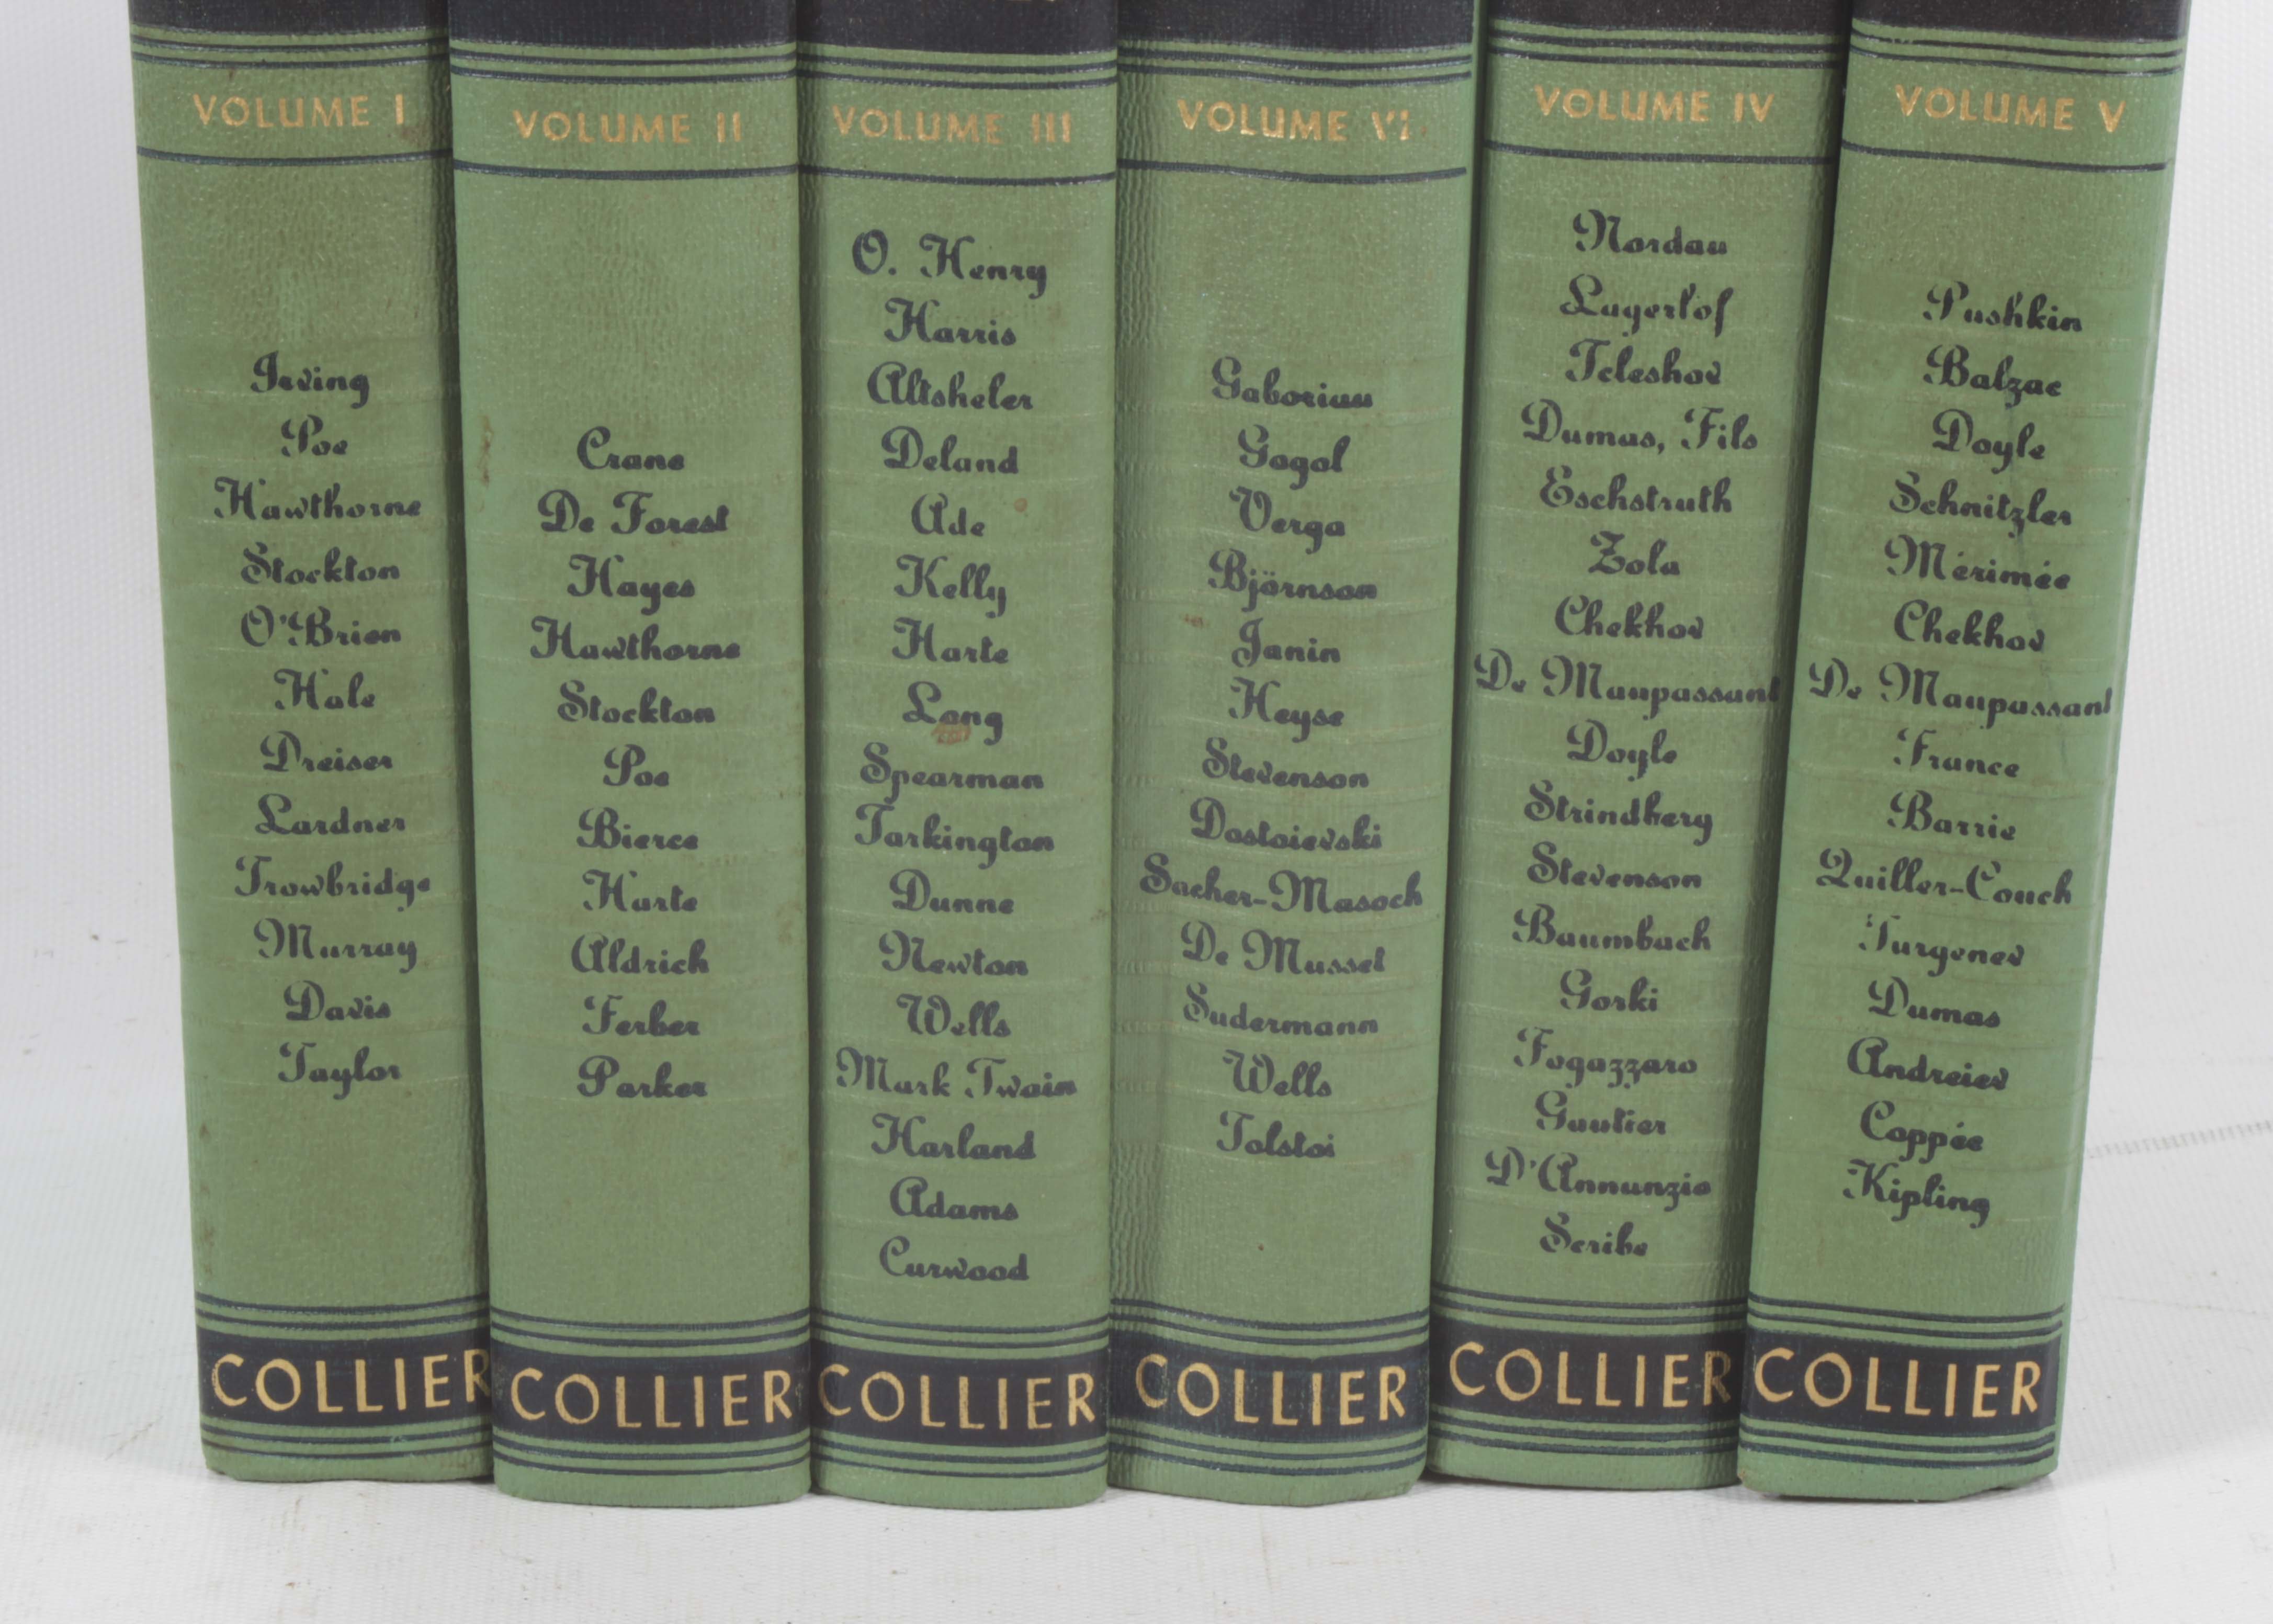 VOLUME I
Irving
Poe
Hawthorne
Stockton
O'Brien
Hale
Dreiser
Lardner
Trowbridge
Murray
Davis
Taylor
COLLIER
VOLUME II
Crane
De Forest
Hayes
Hawthorne
Stockton
Poe
Bierce
Harte
Aldrich
Ferber
Parker
COLLIER
VOLUME III
O. Henry
Harris
Altsheler
Deland
Ade
Kelly
Harte
Long
Spearman
Tarkington
Dunne
Newton
Wells
Mark Twain
Harland
Adams
Curwood
COLLIER
VOLUME VI
Gaboriau
Gogol
Verga
Björnson
Janin
Heyse
Stevenson
Dostoievski
Sacher-Masoch
De Musset
Sudermann
Wells
Tolstoi
COLLIER
VOLUME IV
Nordau
Lagerlof
Teleshov
Dumas, Fils
Eschstruth
Zola
Chekhov
De Maupassant
Doyle
Strindberg
Stevenson
Baumbach
Gorki
Fogazzaro
Gautier
D'Annunzio
Scribe
COLLIER
VOLUME V
Pushkin
Balzac
Doyle
Schnitzler
Mérimée
Chekhov
De Maupassant
France
Barrie
Quiller-Couch
Turgenev
Dumas
Andreiev
Coppée
Kipling
COLLIER